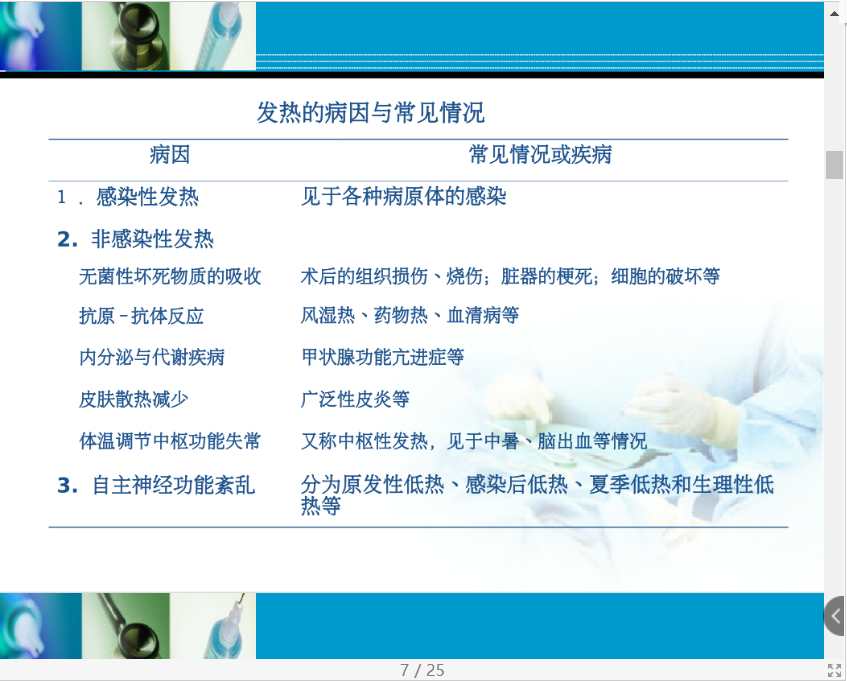 发热的病因与常见情况
病因 常见情况或疾病
1 . 感染性发热 见于各种病原体的感染
2. 非感染性发热
无菌性坏死物质的吸收 术后的组织损伤、烧伤；脏器的梗死；细胞的破坏等
抗原－抗体反应 风湿热、药物热、血清病等
内分泌与代谢疾病 甲状腺功能亢进症等
皮肤散热减少 广泛性皮炎等
体温调节中枢功能失常 又称中枢性发热，见于中暑、脑出血等情况
3. 自主神经功能紊乱 分为原发性低热、感染后低热、夏季低热和生理性低
热等
7 / 25